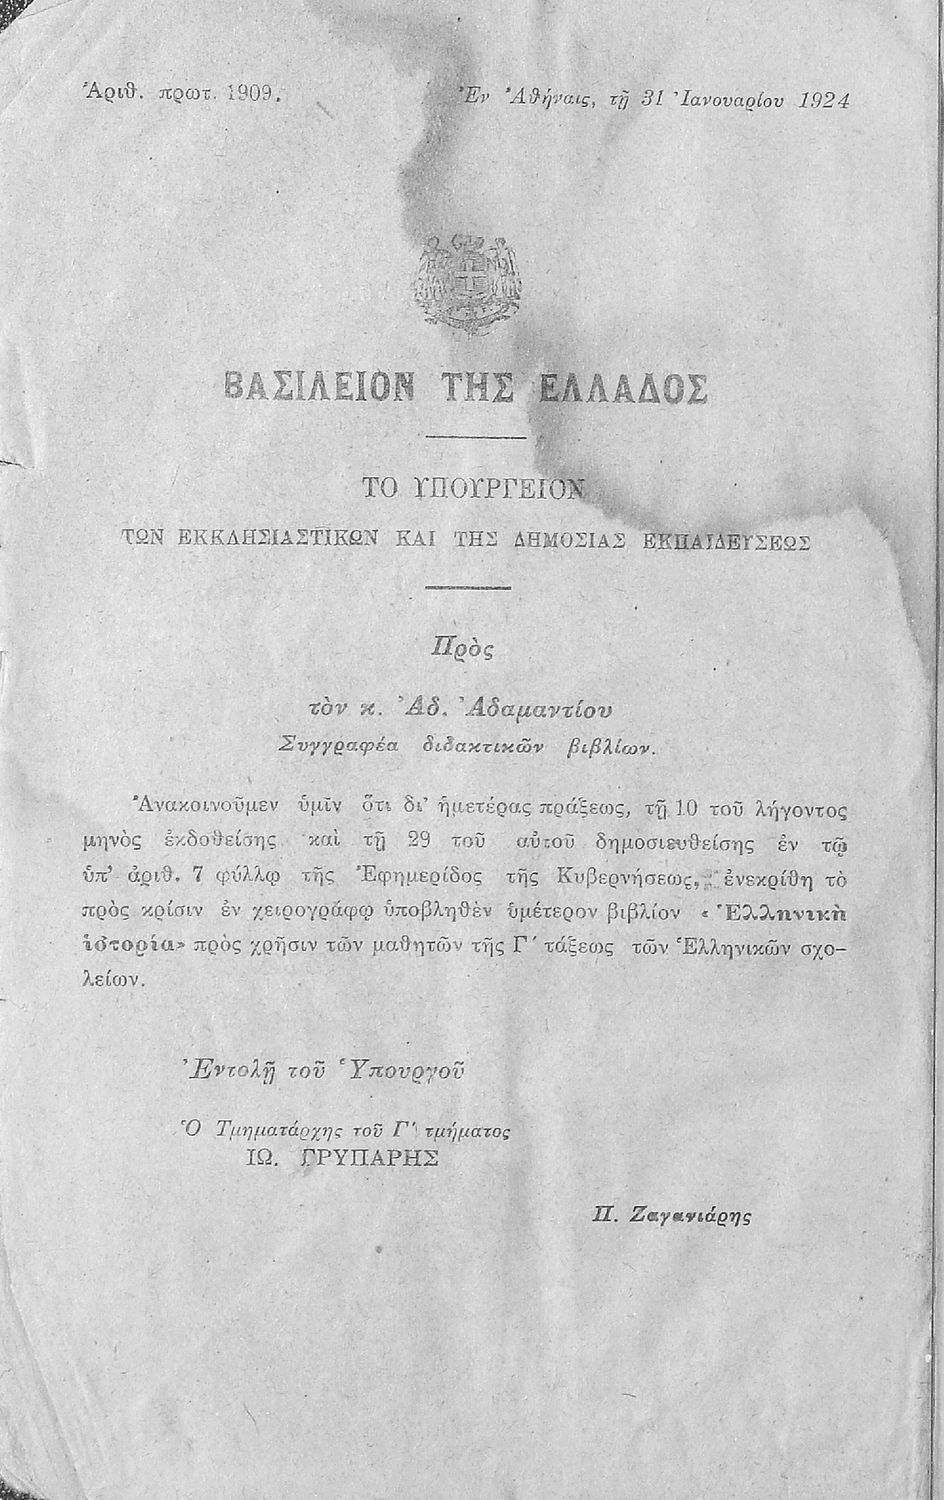 Ἀριθ. πρωτ. 1909.
Ἐν Ἀθήναις, τῇ 31 Ἰανουαρίου 1924
ΒΑΣΙΛΕΙΟΝ ΤΗΣ ΕΛΛΑΔΟΣ
ΤΟ ΥΠΟΥΡΓΕΙΟΝ
ΤΩΝ ΕΚΚΛΗΣΙΑΣΤΙΚΩΝ ΚΑΙ ΤΗΣ ΔΗΜΟΣΙΑΣ ΕΚΠΑΙΔΕΥΣΕΩΣ
Πρὸς
τὸν κ. Ἀδ. Ἀδαμαντίου
Συγγραφέα διδακτικῶν βιβλίων.
Ἀνακοινοῦμεν ὑμῖν ὅτι δι' ἡμετέρας πράξεως, τῇ 10 τοῦ λήγοντος
μηνὸς ἐκδοθείσης καὶ τῇ 29 τοῦ αὐτοῦ δημοσιευθείσης ἐν τῷ
ὑπ' ἀριθ. 7 φύλλῳ τῆς Ἐφημερίδος τῆς Κυβερνήσεως, ἐνεκρίθη τὸ
πρὸς κρίσιν ἐν χειρογράφῳ ὑποβληθὲν ὑμέτερον βιβλίον «Ἑλληνικὴ
ἱστορία» πρὸς χρῆσιν τῶν μαθητῶν τῆς Γ΄ τάξεως τῶν Ἑλληνικῶν σχο-
λείων.
Ἐντολῇ τοῦ Ὑπουργοῦ
Ὁ Τμηματάρχης τοῦ Γ΄ τμήματος
ΙΩ. ΓΡΥΠΑΡΗΣ
Π. Ζαγανιάρης